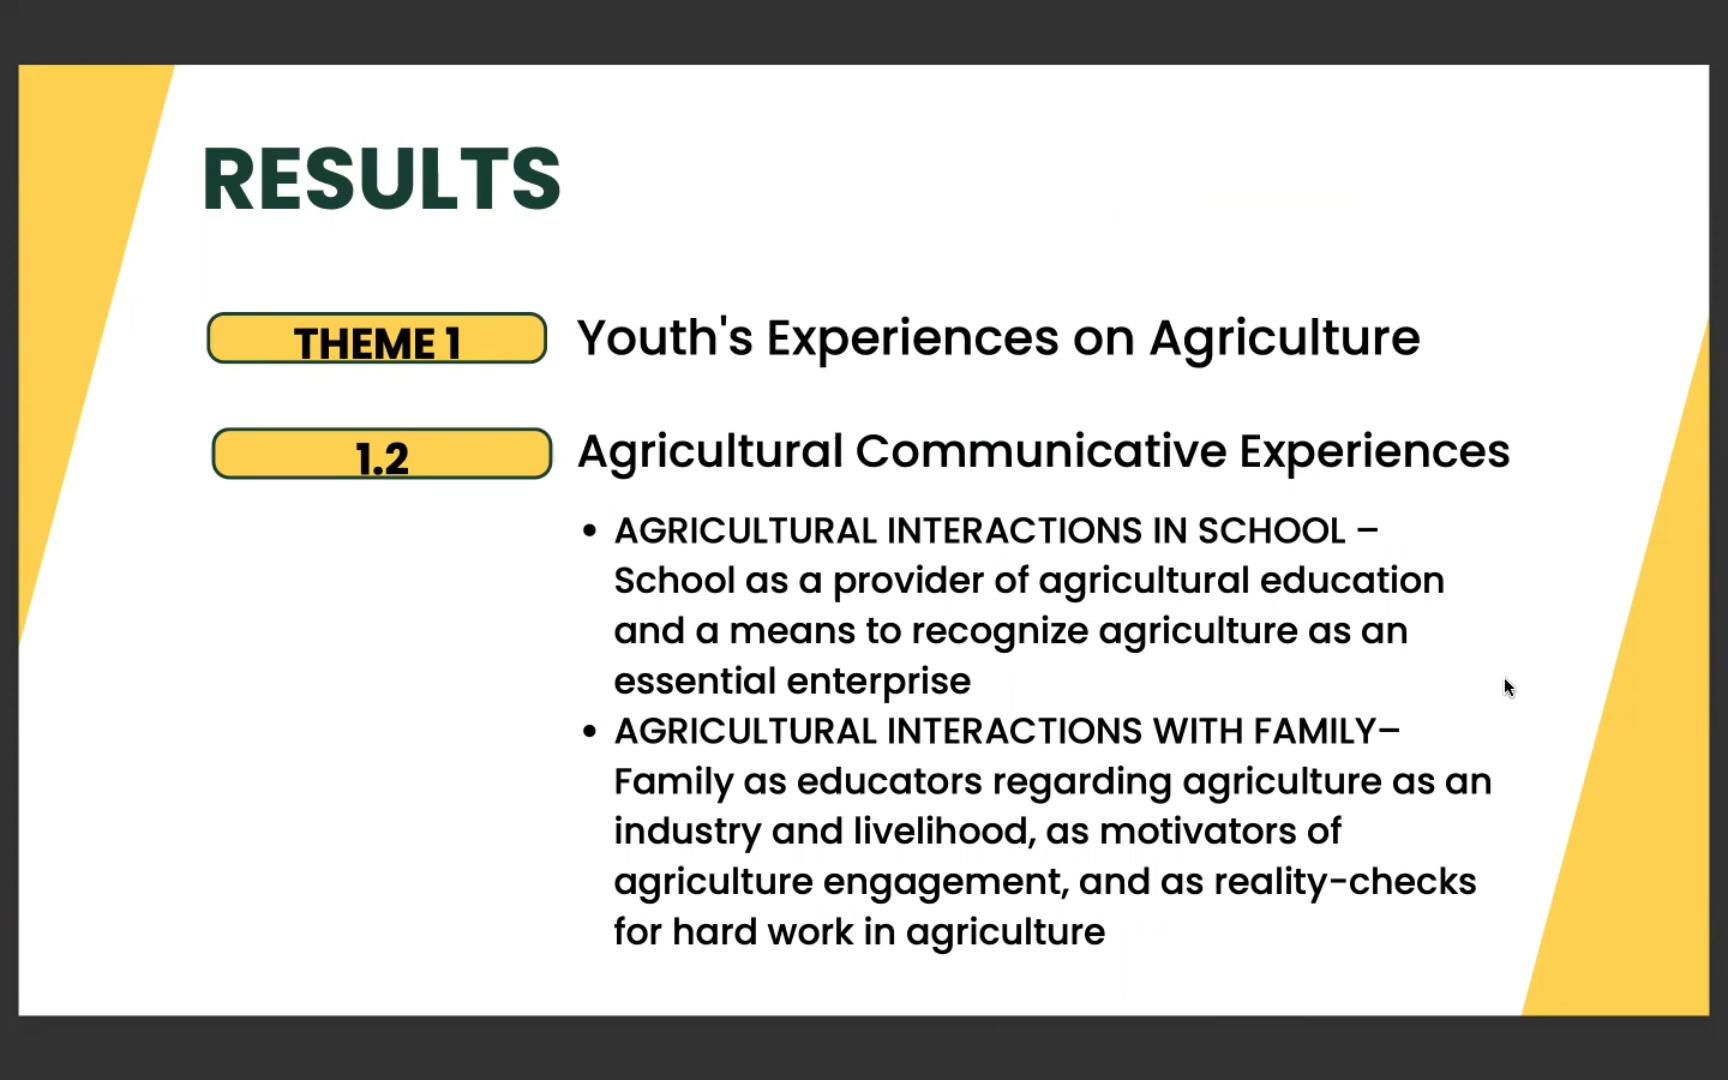 RESULTS
THEME 1
Youth's Experiences on Agriculture
1.2
Agricultural Communicative Experiences
• AGRICULTURAL INTERACTIONS IN SCHOOL –
School as a provider of agricultural education
and a means to recognize agriculture as an
essential enterprise
• AGRICULTURAL INTERACTIONS WITH FAMILY–
Family as educators regarding agriculture as an
industry and livelihood, as motivators of
agriculture engagement, and as reality-checks
for hard work in agriculture